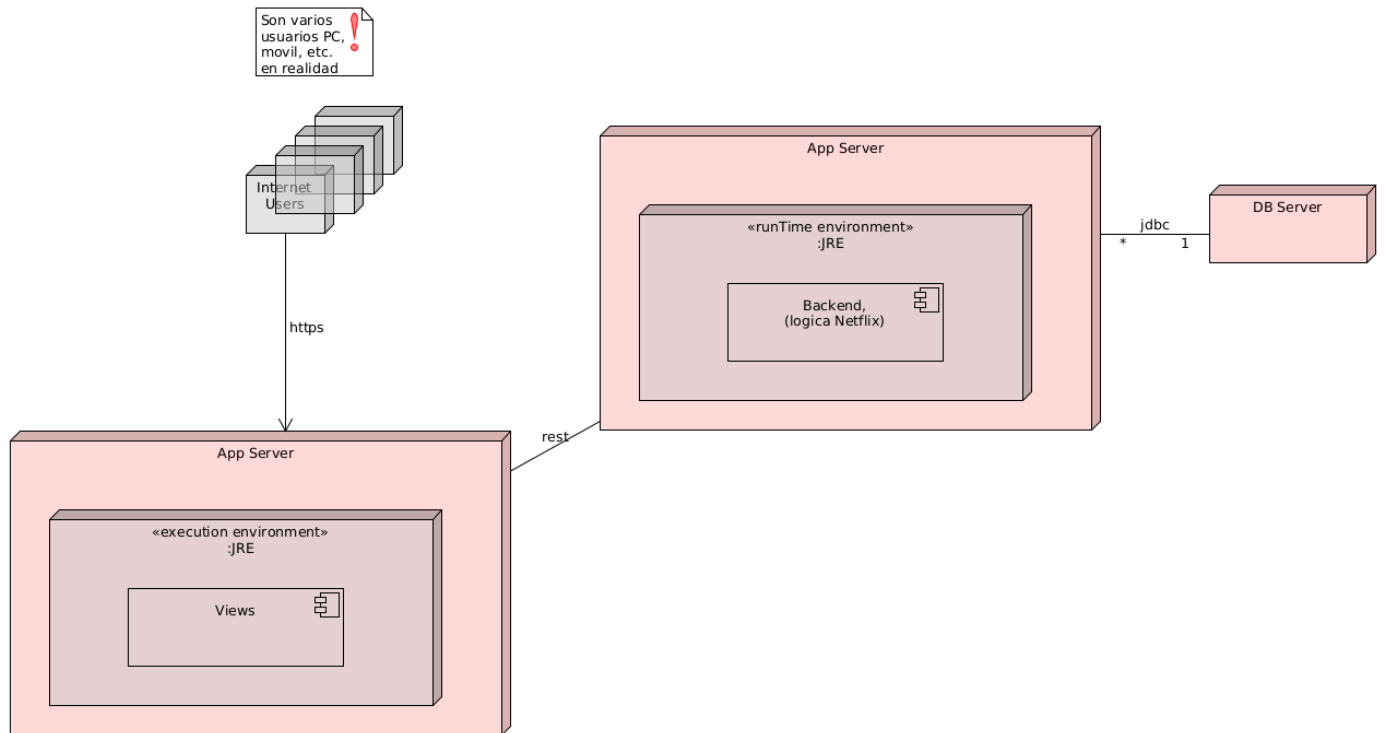 Son varios
usuarios PC,
movil, etc.
en realidad
Internet
Users
https
App Server
«execution environment»
:JRE
Views
rest
App Server
«runTime environment»
:JRE
Backend,
(logica Netflix)
jdbc
* 1
DB Server